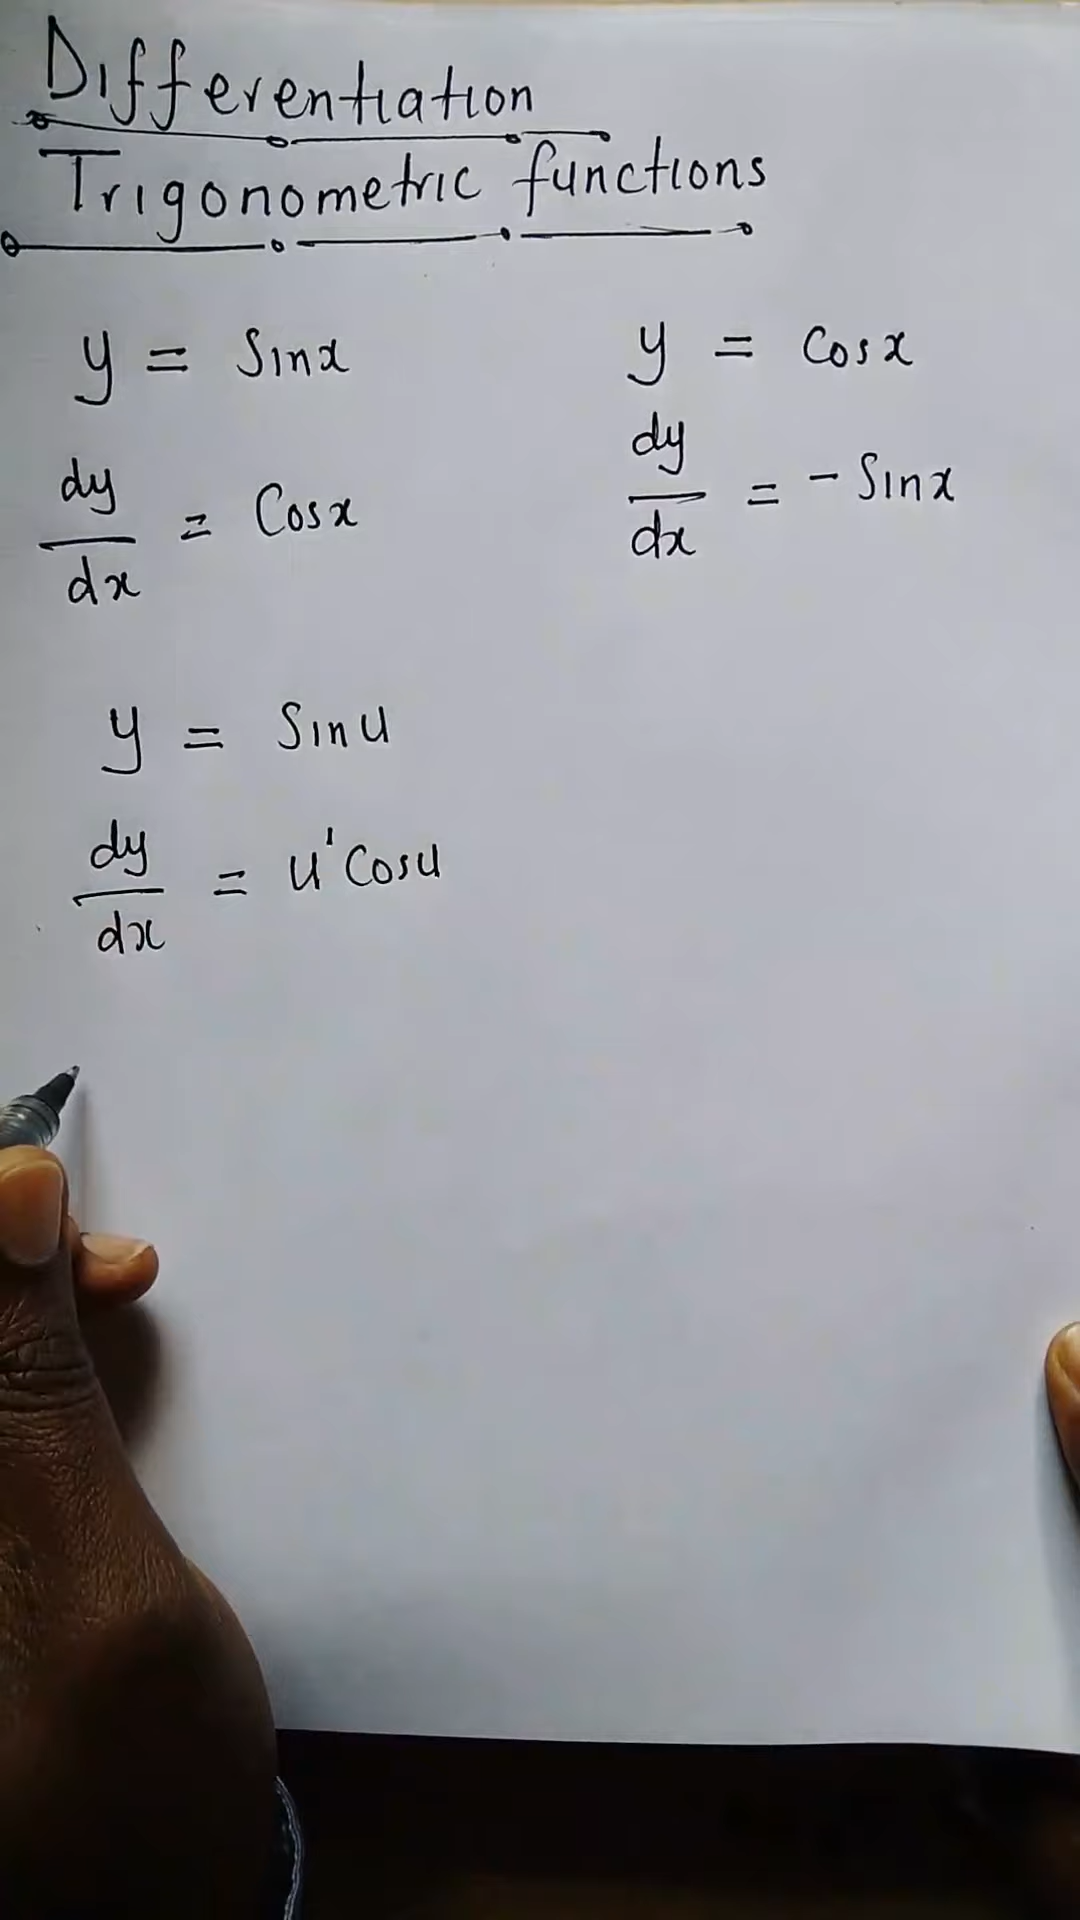 Differentiation
Trigonometric functions
y = Sinx
dy/dx = Cosx
y = Cosx
dy/dx = - Sinx
y = Sinu
dy/dx = u'Cosu